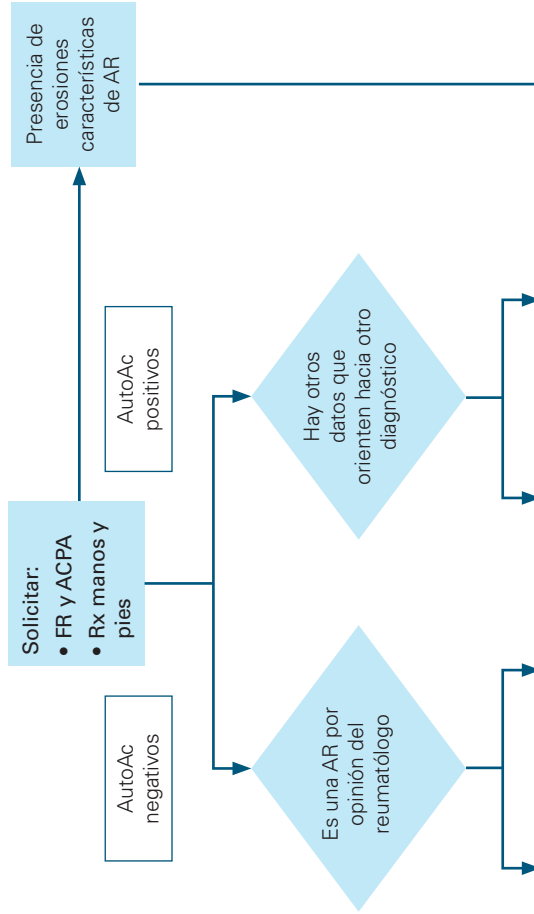 Solicitar:
• FR y ACPA
• Rx manos y
pies
Presencia de
erosiones
características
de AR
AutoAc
negativos
AutoAc
positivos
Es una AR por
opinión del
reumatólogo
Hay otros
datos que
orienten hacia otro
diagnóstico